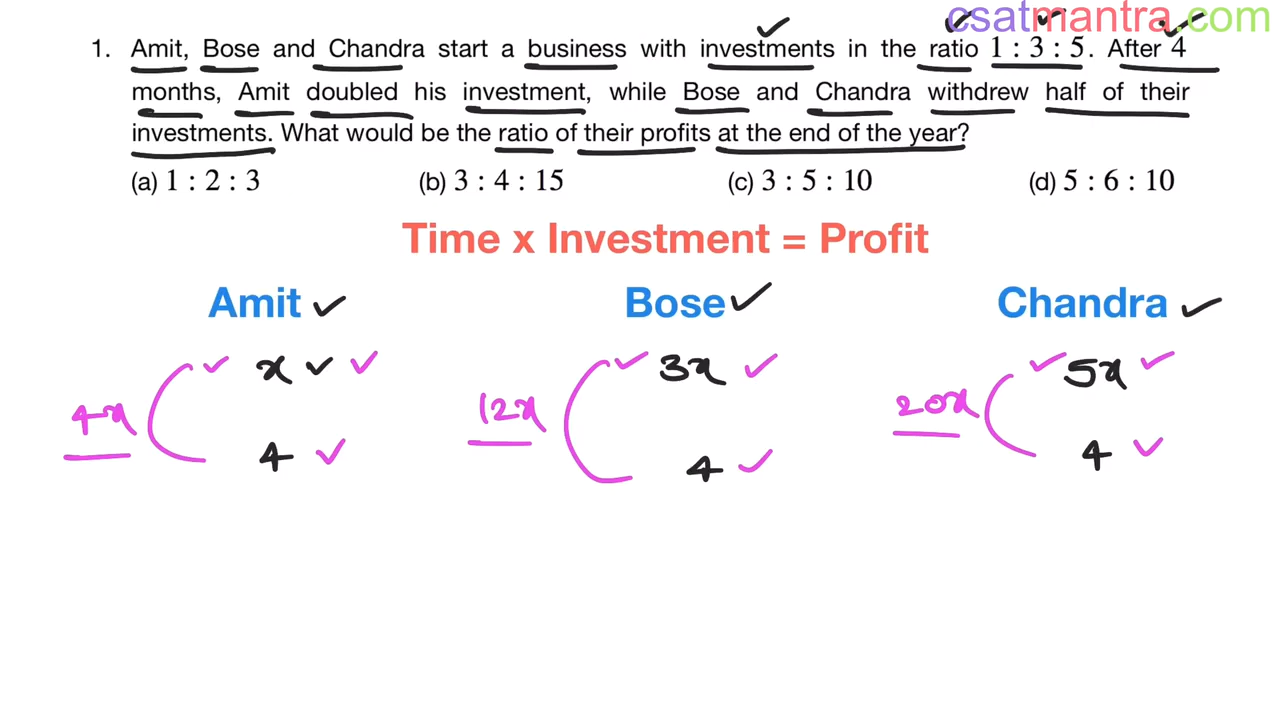 csatmantra.com
1. Amit, Bose and Chandra start a business with investments in the ratio 1 : 3 : 5. After 4
months, Amit doubled his investment, while Bose and Chandra withdrew half of their
investments. What would be the ratio of their profits at the end of the year?
(a) 1 : 2 : 3 (b) 3 : 4 : 15 (c) 3 : 5 : 10 (d) 5 : 6 : 10
Time x Investment = Profit
Amit Bose Chandra
x 3x 5x
4x 12x 20x
4 4 4